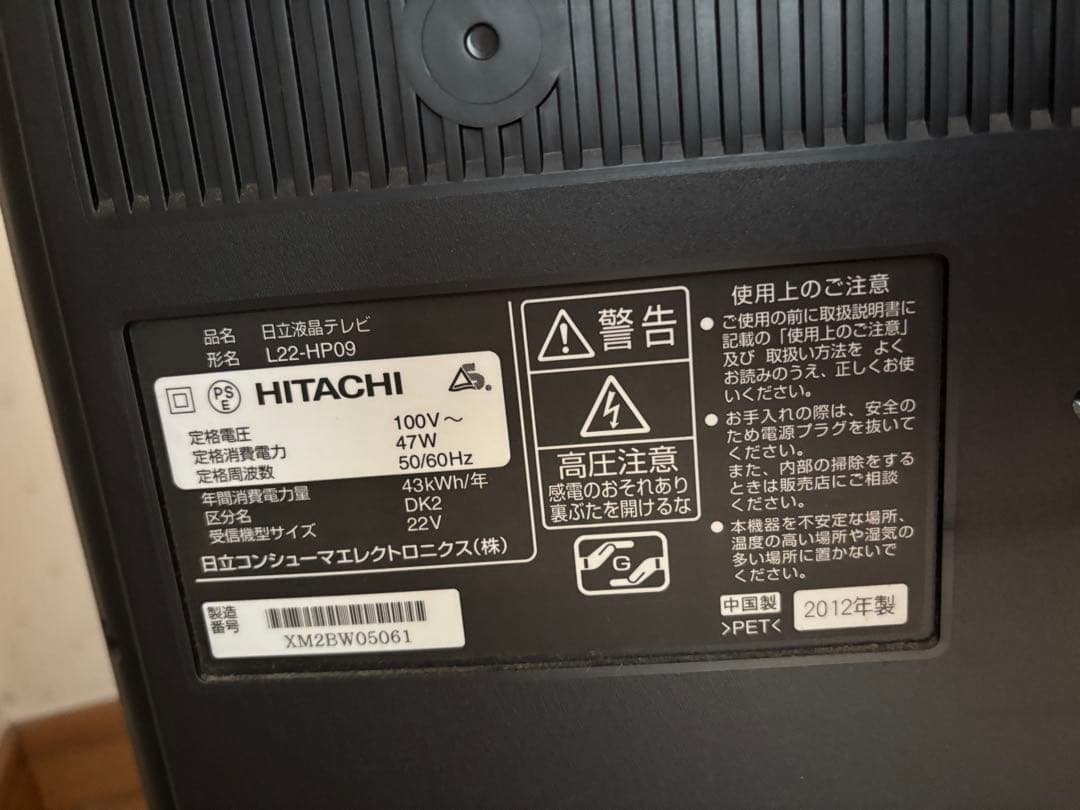 品名 日立液晶テレビ
形名 L22-HP09
PS
E
HITACHI
S.
定格電圧 100V～
定格消費電力 47W
定格周波数 50/60Hz
年間消費電力量 43kWh/年
区分名 DK2
受信機型サイズ 22V
日立コンシューマエレクトロニクス(株)
製造
番号
XM2BW05061
警告
高圧注意
感電のおそれあり
裏ぶたを開けるな
G
使用上のご注意
●ご使用の前に取扱説明書に
記載の「使用上のご注意」
及び 取扱い方法を よく
お読みのうえ、正しくお使
いください。
●お手入れの際は、安全の
ため電源プラグを抜いて
ください。
また、内部の掃除をする
ときは販売店にご相談
ください。
●本機器を不安定な場所、
温度の高い場所や湿気の
多い場所に置かないで
ください。
中国製
>PET<
2012年製